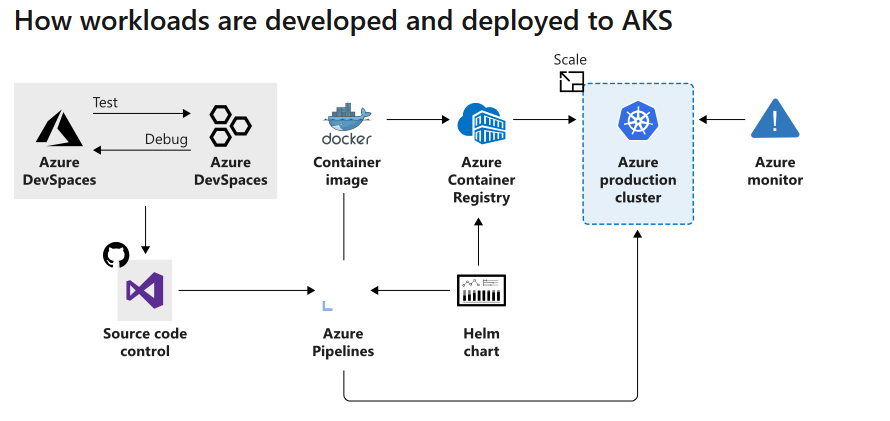 How workloads are developed and deployed to AKS
Scale
Test
Debug
Azure
DevSpaces
Azure
DevSpaces
docker
Container
image
Azure
Container
Registry
Azure
production
cluster
Azure
monitor
Source code
control
Azure
Pipelines
Helm
chart